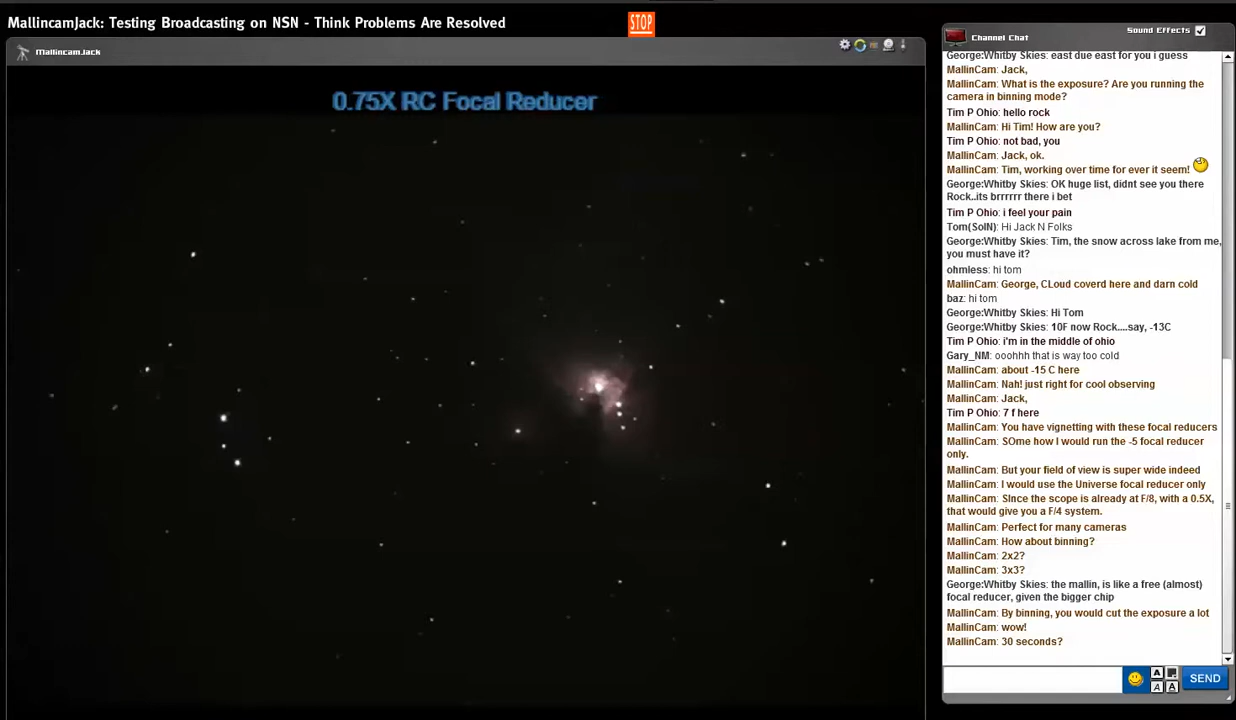 MallincamJack: Testing Broadcasting on NSN - Think Problems Are Resolved
STOP
MallincamJack
0.75X RC Focal Reducer
Sound Effects
Channel Chat
George:Whitby Skies: east due east for you i guess
MallinCam: Jack,
MallinCam: What is the exposure? Are you running the
camera in binning mode?
Tim P Ohio: hello rock
MallinCam: Hi Tim! How are you?
Tim P Ohio: not bad, you
MallinCam: Jack, ok.
MallinCam: Tim, working over time for ever it seem!
George:Whitby Skies: OK huge list, didnt see you there
Rock..its brrrrrr there i bet
Tim P Ohio: i feel your pain
Tom(SoIN): Hi Jack N Folks
George:Whitby Skies: Tim, the snow across lake from me,
you must have it?
ohmless: hi tom
MallinCam: George, CLoud coverd here and darn cold
baz: hi tom
George:Whitby Skies: Hi Tom
George:Whitby Skies: 10F now Rock....say, -13C
Tim P Ohio: i'm in the middle of ohio
Gary_NM: ooohhh that is way too cold
MallinCam: about -15 C here
MallinCam: Nah! just right for cool observing
MallinCam: Jack,
Tim P Ohio: 7 f here
MallinCam: You have vignetting with these focal reducers
MallinCam: SOme how I would run the -5 focal reducer
only.
MallinCam: But your field of view is super wide indeed
MallinCam: I would use the Universe focal reducer only
MallinCam: SInce the scope is already at F/8, with a 0.5X,
that would give you a F/4 system.
MallinCam: Perfect for many cameras
MallinCam: How about binning?
MallinCam: 2x2?
MallinCam: 3x3?
George:Whitby Skies: the mallin, is like a free (almost)
focal reducer, given the bigger chip
MallinCam: By binning, you would cut the exposure a lot
MallinCam: wow!
MallinCam: 30 seconds?
A
A A
SEND